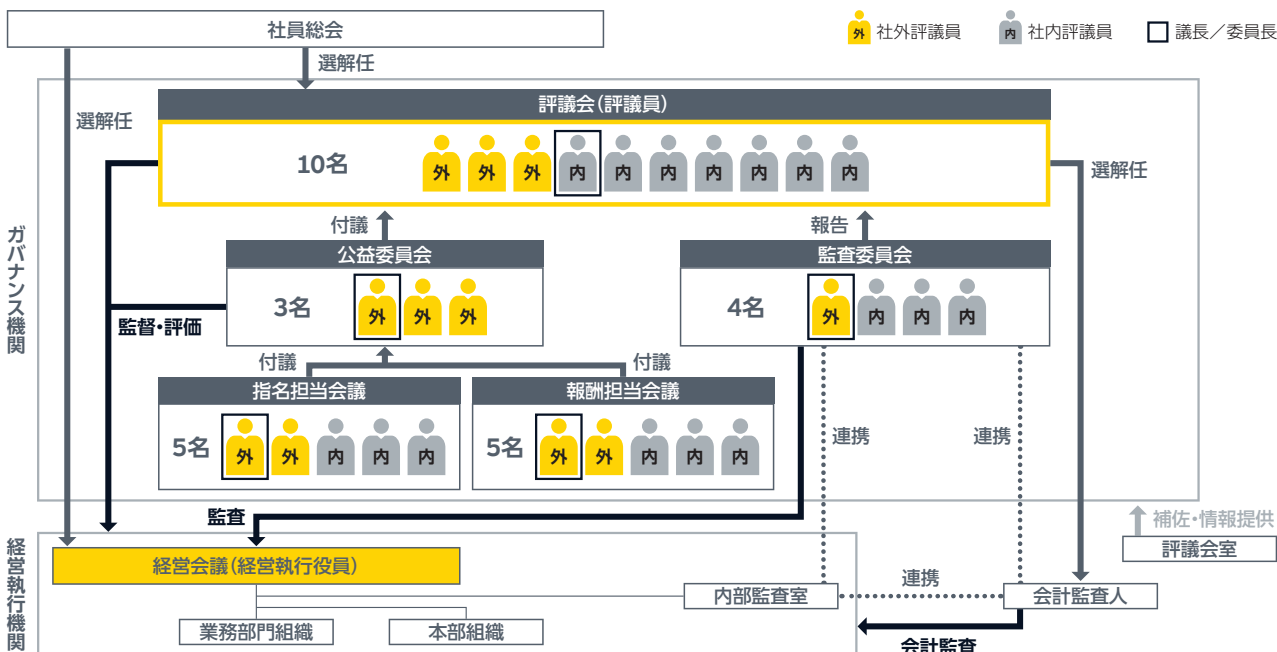 社員総会
外 社外評議員
内 社内評議員
議長／委員長
選解任
選解任
評議会（評議員）
10名
外 外 外 内 内 内 内 内 内 内
選解任
付議
報告
公益委員会
3名
外 外 外
監査委員会
4名
外 内 内 内
ガバナンス機関
監督・評価
付議
付議
指名担当会議
5名
外 外 内 内 内
報酬担当会議
5名
外 外 内 内 内
連携
連携
監査
補佐・情報提供
評議会室
経営執行機関
経営会議（経営執行役員）
連携
内部監査室
会計監査人
業務部門組織
本部組織
会計監査